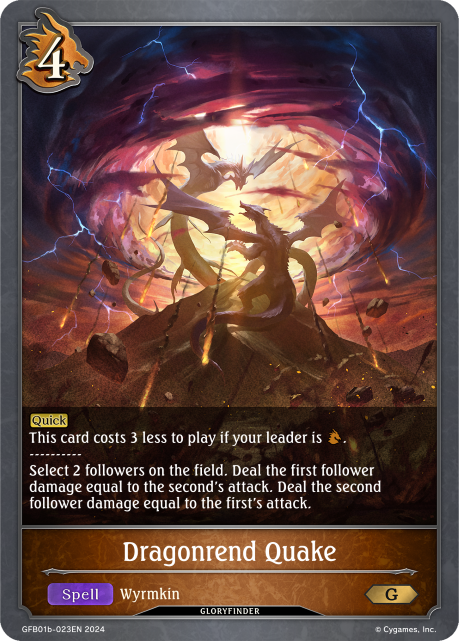 4
Quick
This card costs 3 less to play if your leader is .
----------
Select 2 followers on the field. Deal the first follower
damage equal to the second's attack. Deal the second
follower damage equal to the first's attack.
Dragonrend Quake
Spell Wyrmkin G
GLORYFINDER
GFB01b-023EN 2024 © Cygames, Inc.